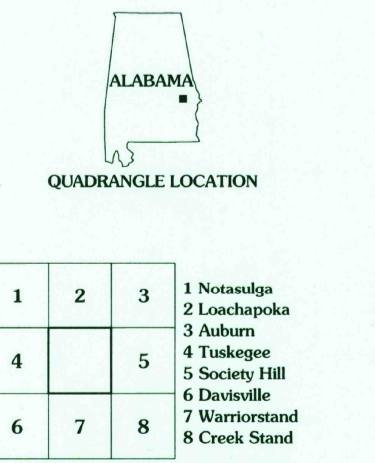 ALABAMA
QUADRANGLE LOCATION
1 2 3
4 5
6 7 8
1 Notasulga
2 Loachapoka
3 Auburn
4 Tuskegee
5 Society Hill
6 Davisville
7 Warriorstand
8 Creek Stand